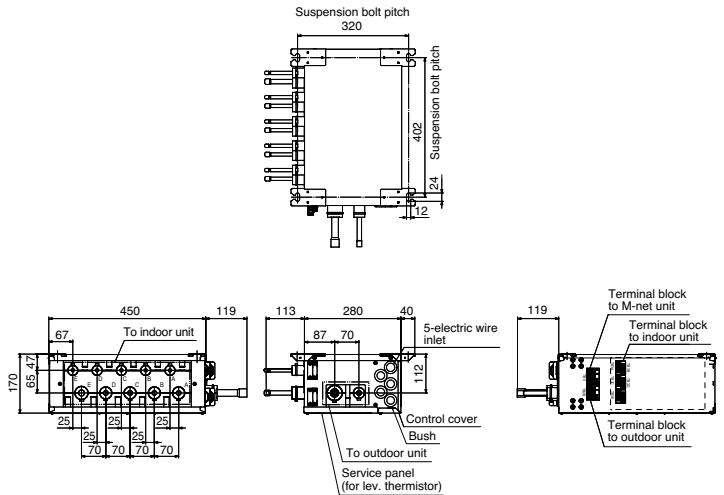 Suspension bolt pitch
320
402
Suspension bolt pitch
24
12
450
119
67
To indoor unit
170
47
65
E
D
C
B
A
E
D
C
B
A
25
25
25
25
25
70
70
70
70
113
280
40
87
70
5-electric wire
inlet
112
Control cover
Bush
To outdoor unit
Service panel
(for lev. thermistor)
119
Terminal block
to M-net unit
Terminal block
to indoor unit
Terminal block
to outdoor unit